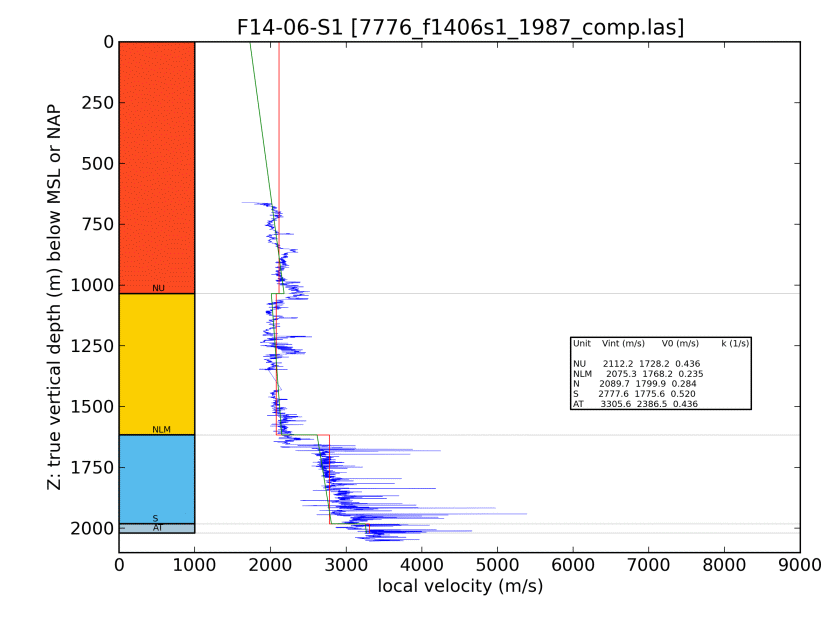 F14-06-S1 [7776_f1406s1_1987_comp.las]
Z: true vertical depth (m) below MSL or NAP
0
250
500
750
1000
1250
1500
1750
2000
NU
NLM
S
AT
Unit Vint (m/s) V0 (m/s) k (1/s)
NU 2112.2 1728.2 0.436
NLM 2075.3 1768.2 0.235
N 2089.7 1799.9 0.284
S 2777.6 1775.6 0.520
AT 3305.6 2386.5 0.436
0 1000 2000 3000 4000 5000 6000 7000 8000 9000
local velocity (m/s)